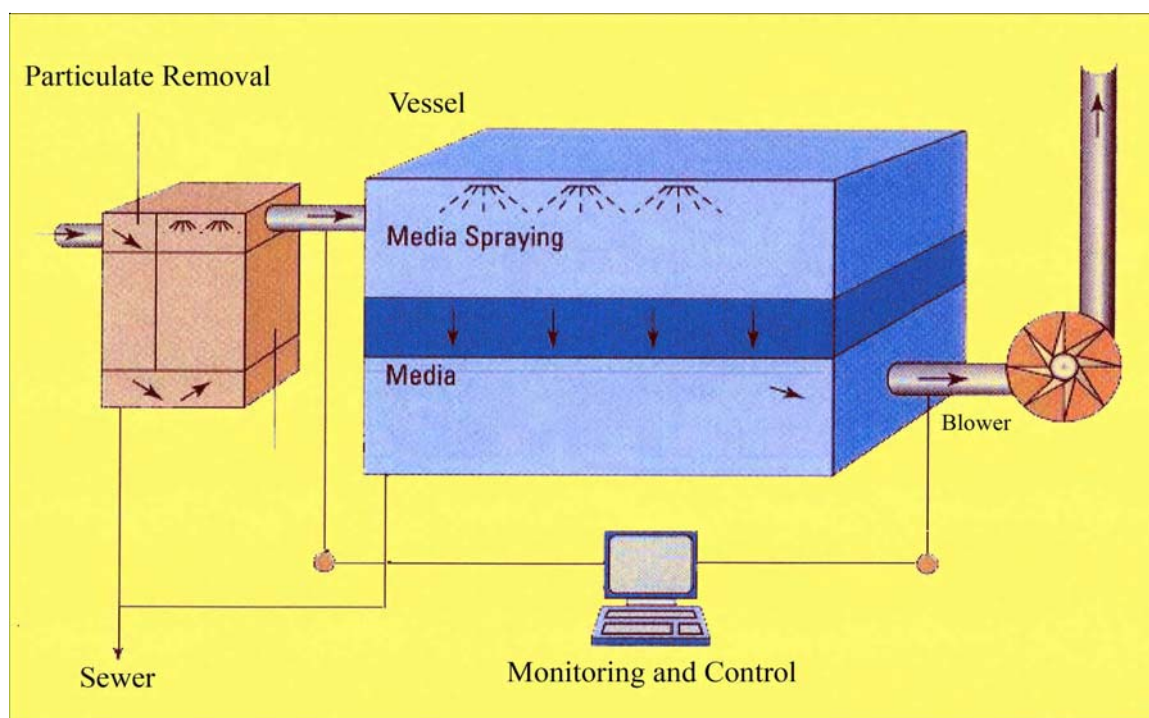 Particulate Removal
Vessel
Media Spraying
Media
Blower
Sewer
Monitoring and Control